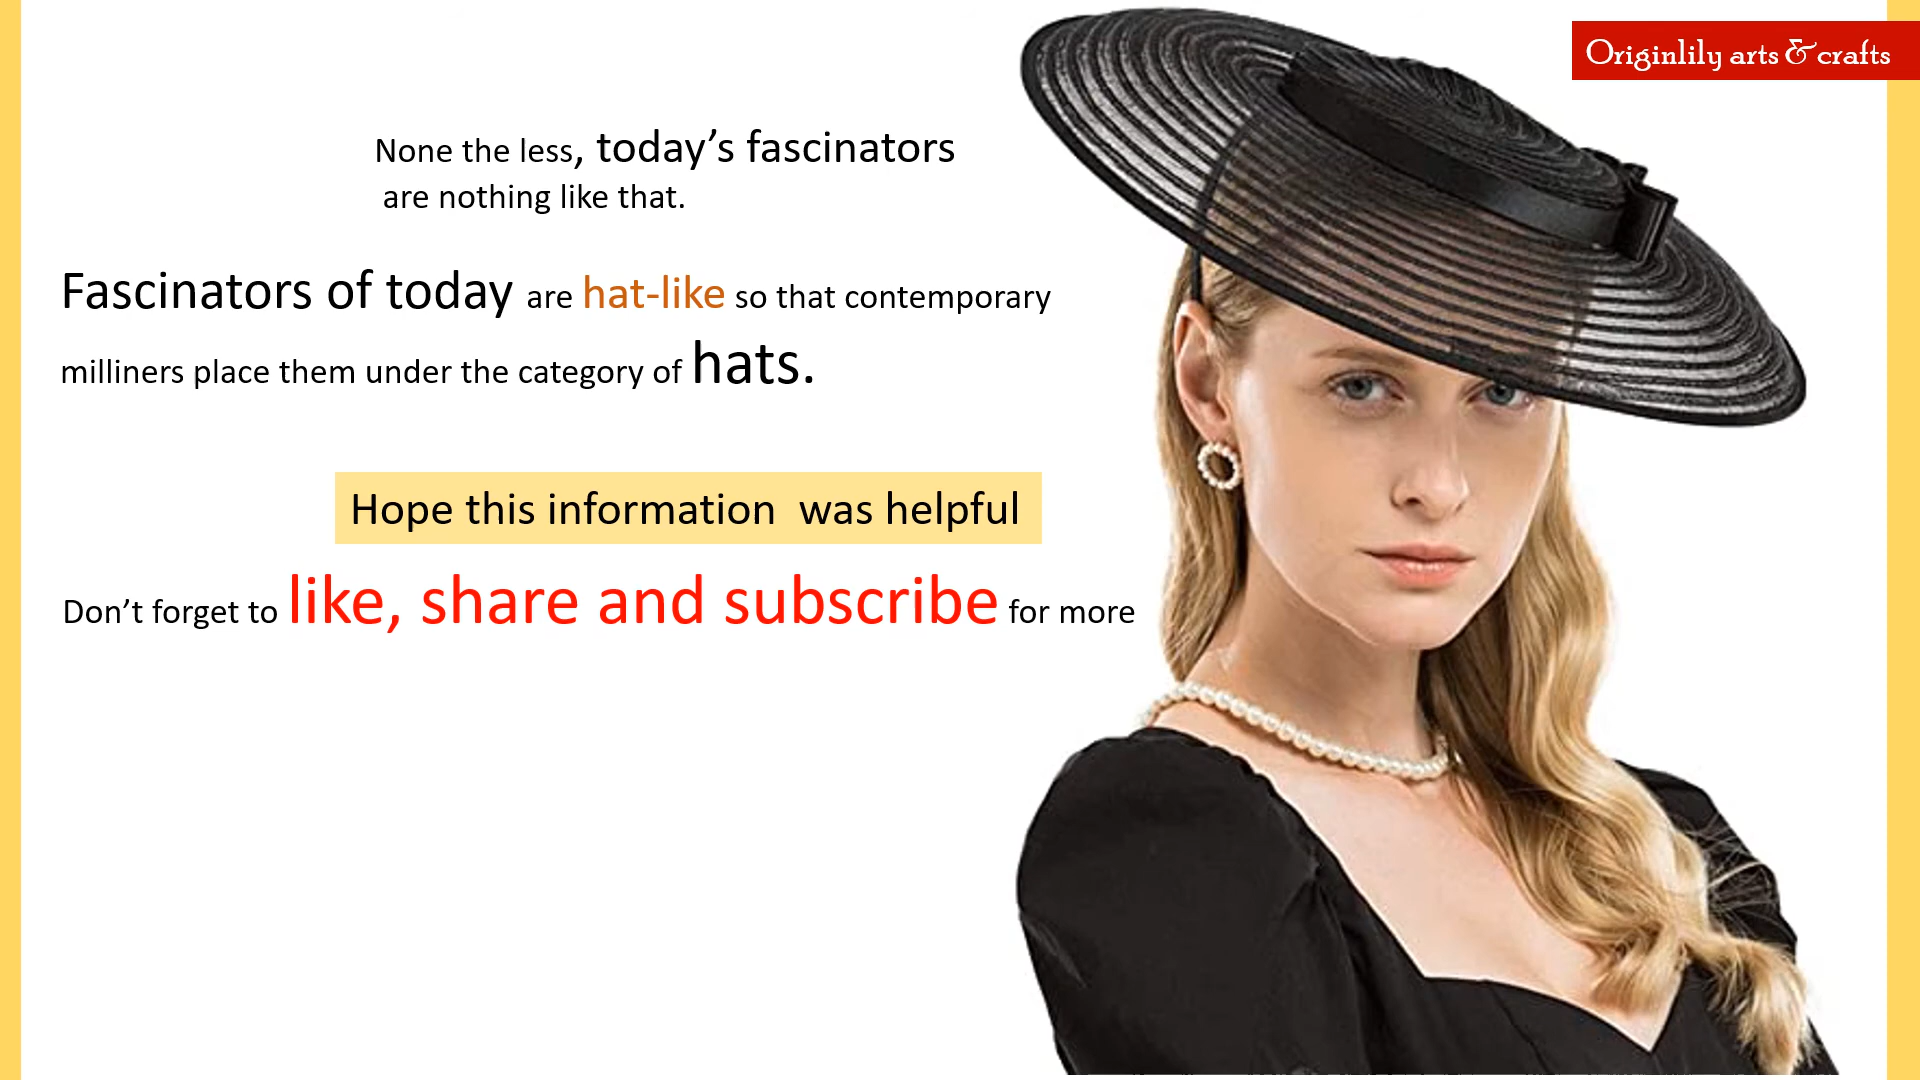 Originlily arts & crafts
None the less, today’s fascinators
are nothing like that.
Fascinators of today are hat-like so that contemporary
milliners place them under the category of hats.
Hope this information  was helpful
Don’t forget to like, share and subscribe for more